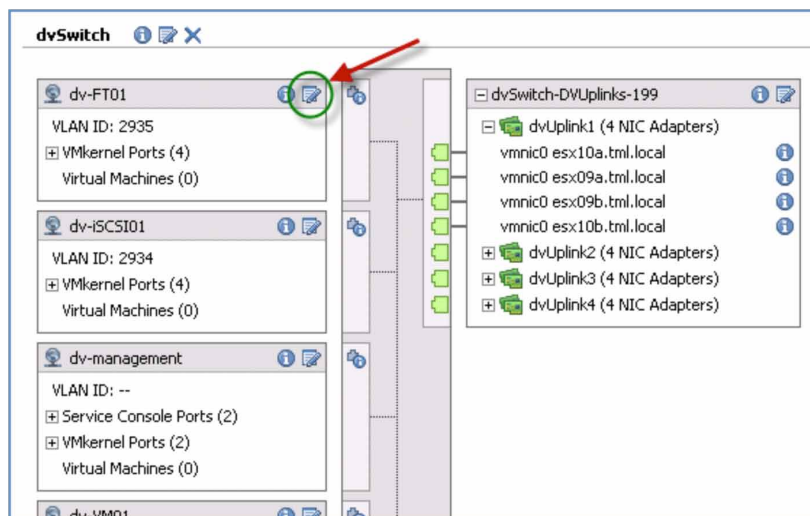 dvSwitch
dv-FT01
VLAN ID: 2935
VMkernel Ports (4)
Virtual Machines (0)
dv-iSCSI01
VLAN ID: 2934
VMkernel Ports (4)
Virtual Machines (0)
dv-management
VLAN ID: --
Service Console Ports (2)
VMkernel Ports (2)
Virtual Machines (0)
dv-VM01
dvSwitch-DVUplinks-199
dvUplink1 (4 NIC Adapters)
vmnic0 esx10a.tml.local
vmnic0 esx09a.tml.local
vmnic0 esx09b.tml.local
vmnic0 esx10b.tml.local
dvUplink2 (4 NIC Adapters)
dvUplink3 (4 NIC Adapters)
dvUplink4 (4 NIC Adapters)